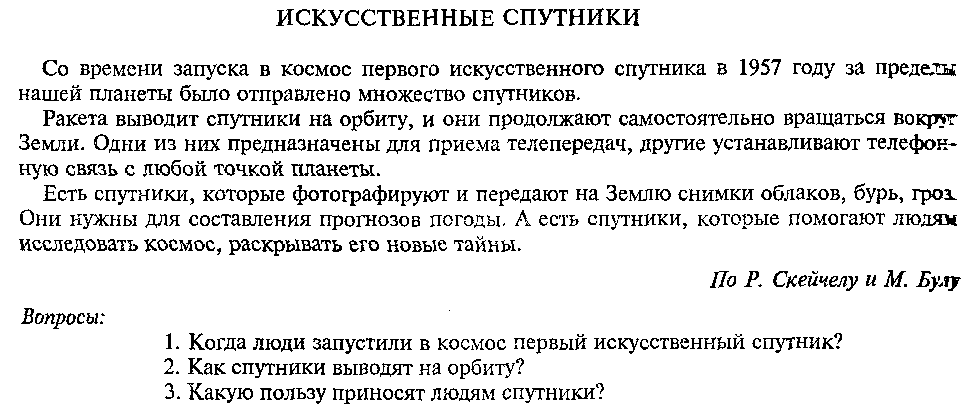 ИСКУССТВЕННЫЕ СПУТНИКИ
Со времени запуска в космос первого искусственного спутника в 1957 году за пределы
нашей планеты было отправлено множество спутников.
Ракета выводит спутники на орбиту, и они продолжают самостоятельно вращаться вокруг
Земли. Одни из них предназначены для приема телепередач, другие устанавливают телефон-
ную связь с любой точкой планеты.
Есть спутники, которые фотографируют и передают на Землю снимки облаков, бурь, гроз.
Они нужны для составления прогнозов погоды. А есть спутники, которые помогают людям
исследовать космос, раскрывать его новые тайны.
По Р. Скейчелу и М. Булу
Вопросы:
1. Когда люди запустили в космос первый искусственный спутник?
2. Как спутники выводят на орбиту?
3. Какую пользу приносят людям спутники?